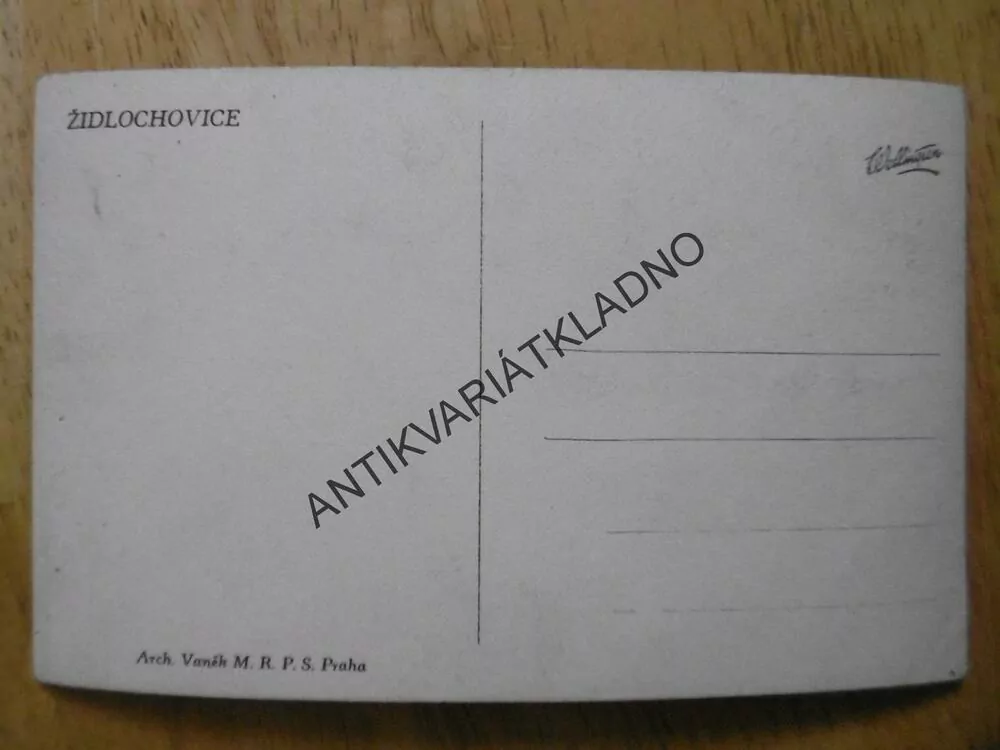 ŽIDLOCHOVICE
ANTIKVARIÁTKLADNO
Arch. Vaněk M. R. P. S. Praha